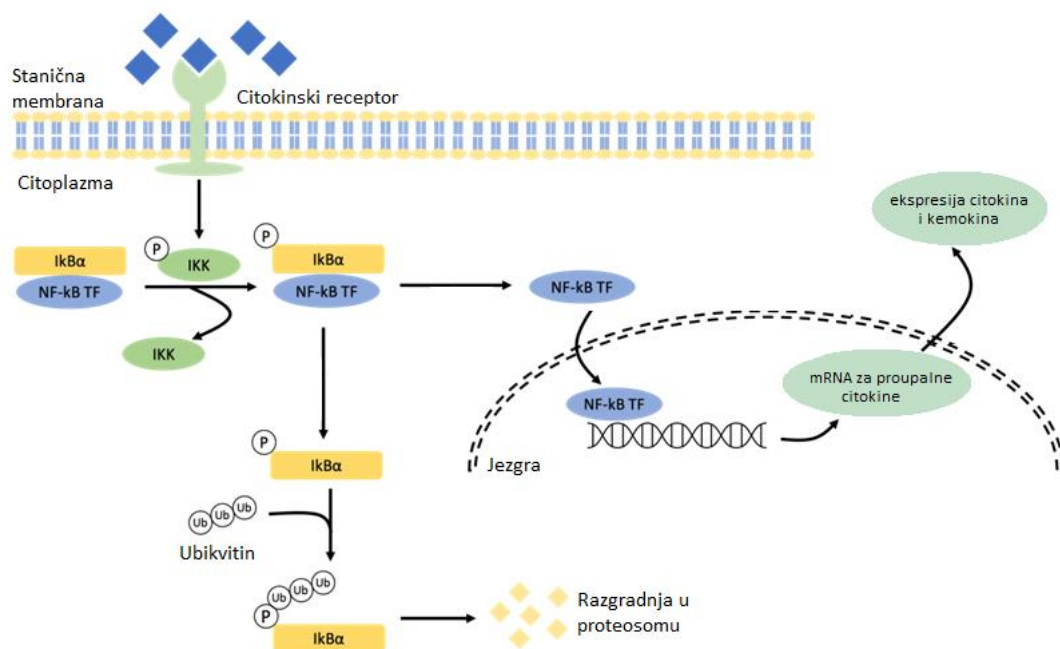 Stanična
membrana
Citokinski receptor
Citoplazma
ekspresija citokina
i kemokina
P
IKK
IkBα
NF-kB TF
P
IkBα
NF-kB TF
NF-kB TF
IKK
NF-kB TF
mRNA za proupalne
citokine
Jezgra
P
IkBα
Ub Ub Ub
Ubikvitin
Ub Ub Ub
P
IkBα
Razgradnja u
proteosomu